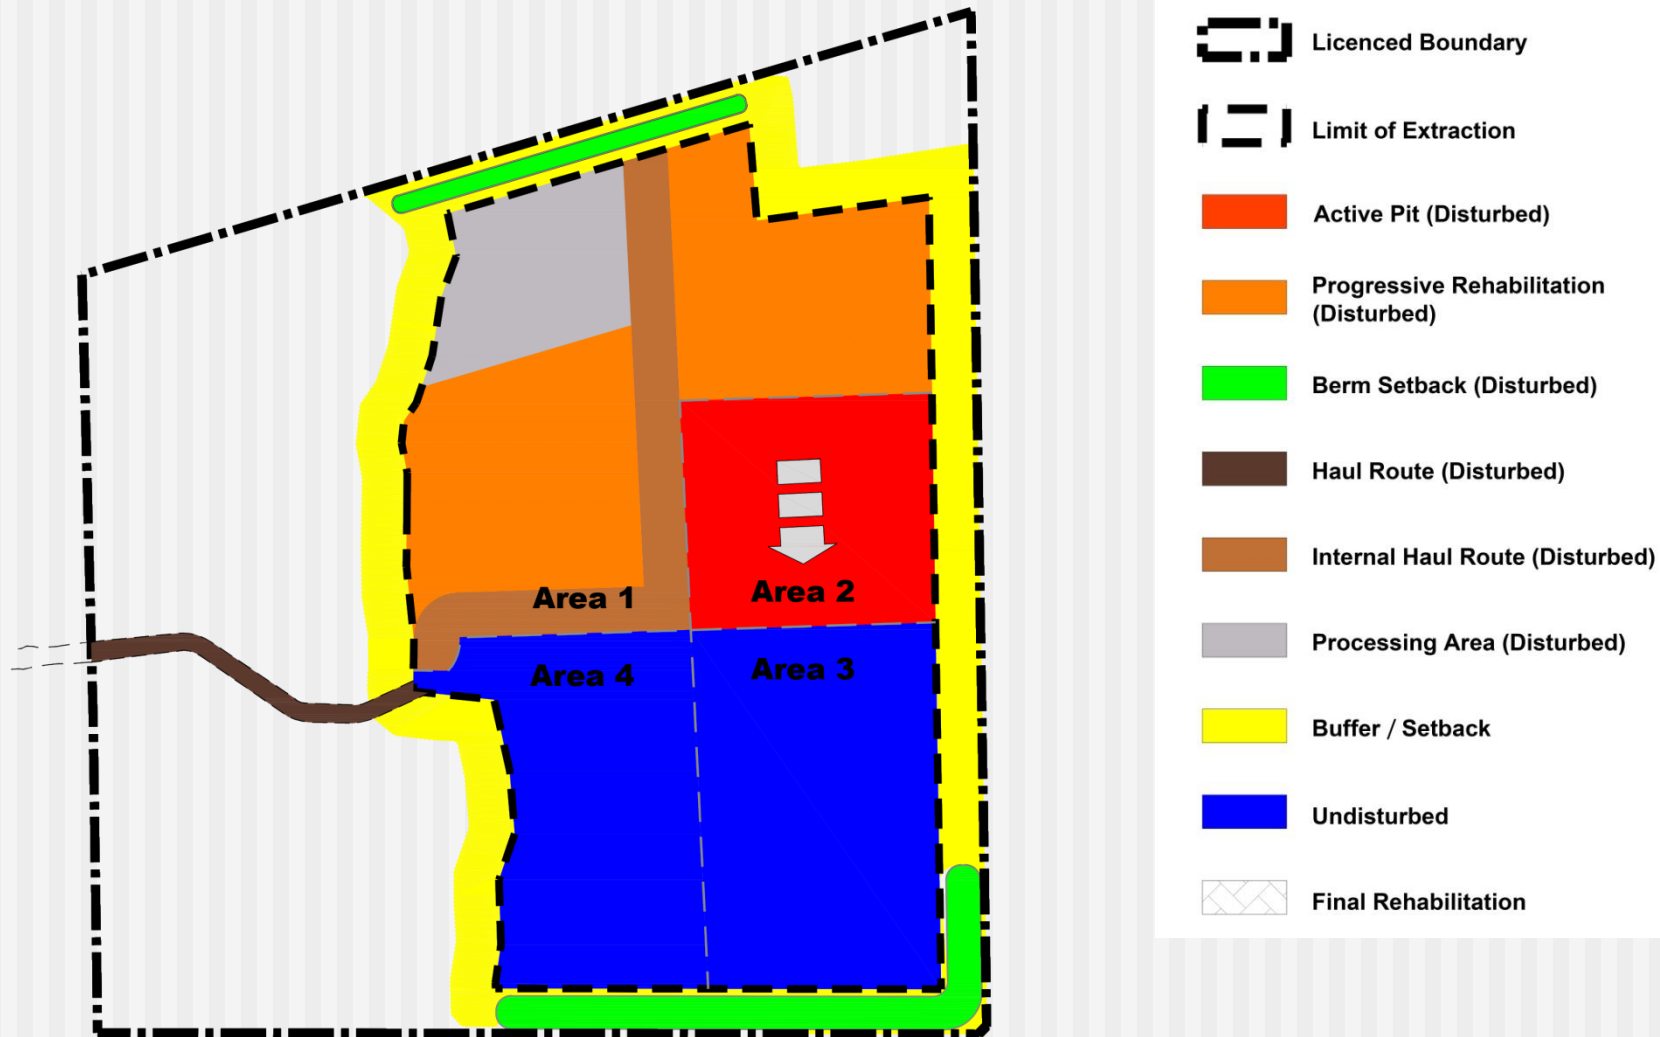 Licenced Boundary
Limit of Extraction
Active Pit (Disturbed)
Progressive Rehabilitation
(Disturbed)
Berm Setback (Disturbed)
Haul Route (Disturbed)
Internal Haul Route (Disturbed)
Processing Area (Disturbed)
Buffer / Setback
Undisturbed
Final Rehabilitation
Area 1
Area 2
Area 4
Area 3